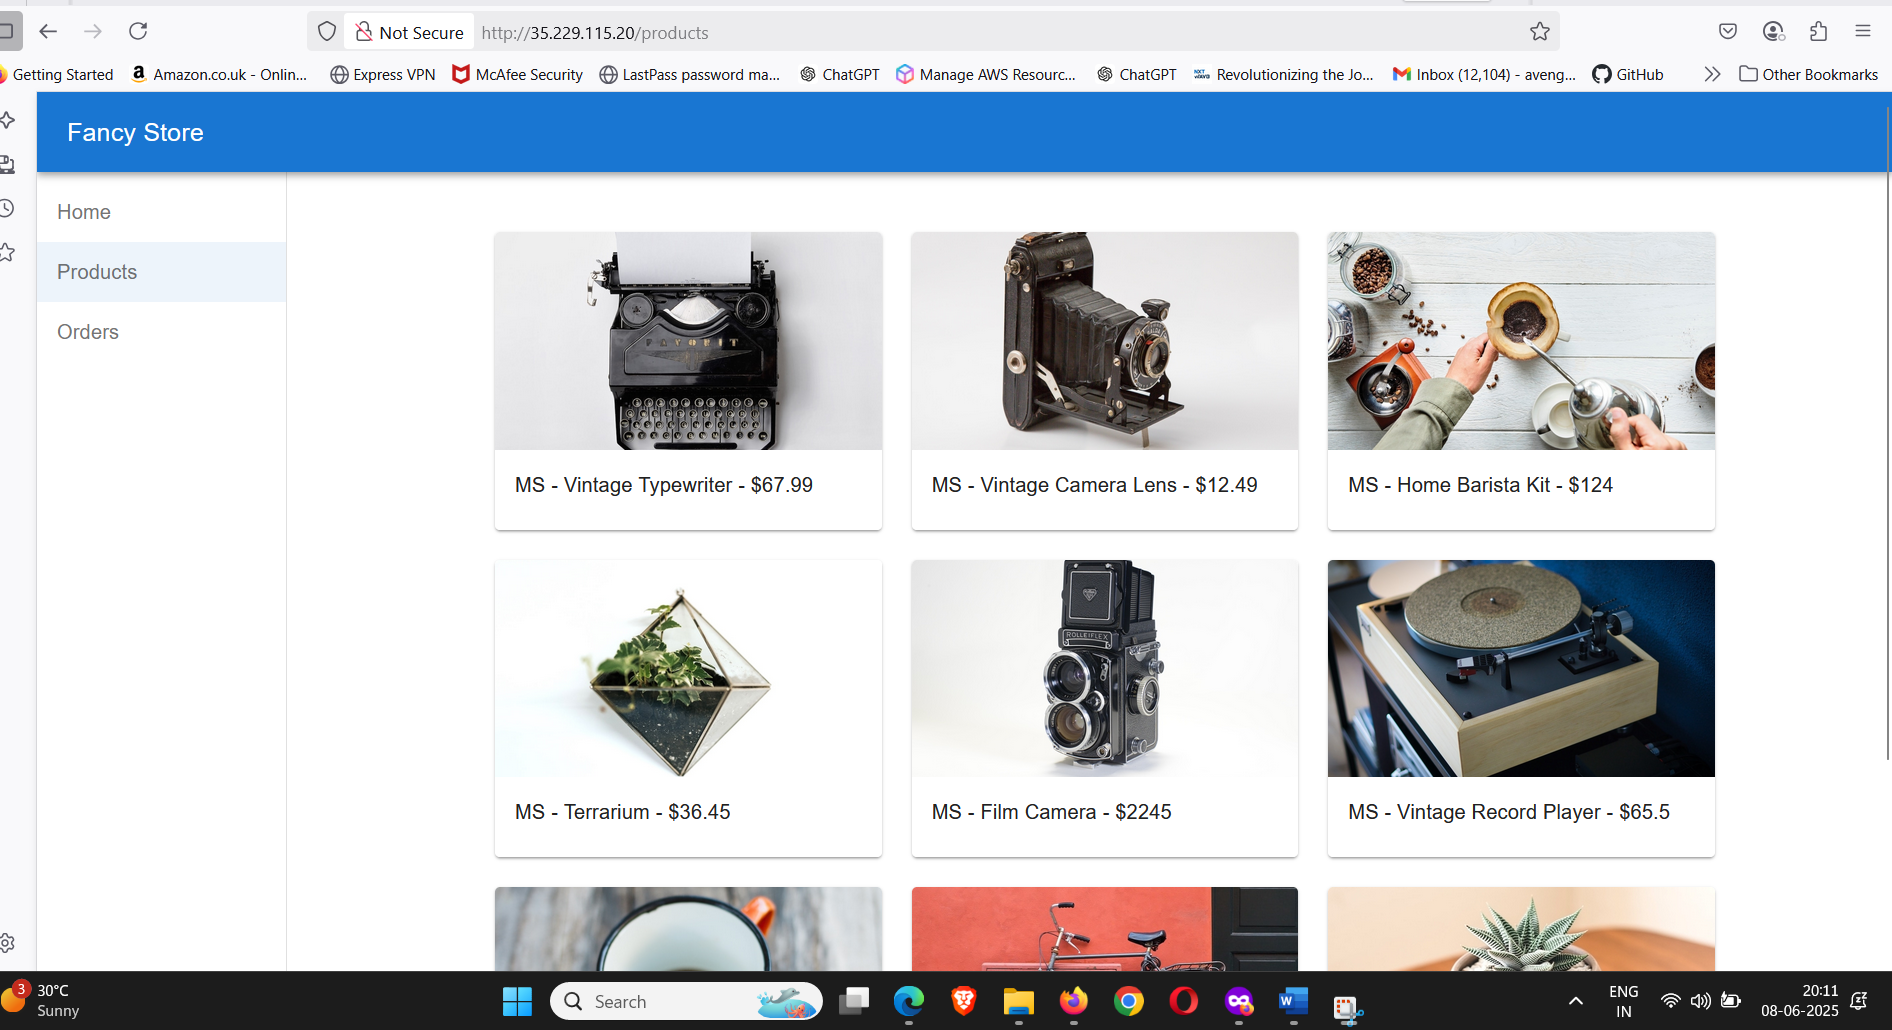 Not Secure http://35.229.115.20/products
Getting Started Amazon.co.uk - Onlin... Express VPN McAfee Security LastPass password ma... ChatGPT Manage AWS Resourc... ChatGPT Revolutionizing the Jo... Inbox (12,104) - aveng... GitHub Other Bookmarks
Fancy Store
Home
Products
Orders
FAVORIT
MS - Vintage Typewriter - $67.99
MS - Vintage Camera Lens - $12.49
MS - Home Barista Kit - $124
ROLLEIFLEX
MS - Terrarium - $36.45
MS - Film Camera - $2245
MS - Vintage Record Player - $65.5
3
30°C
Sunny
Search
W
ENG
IN
20:11
08-06-2025